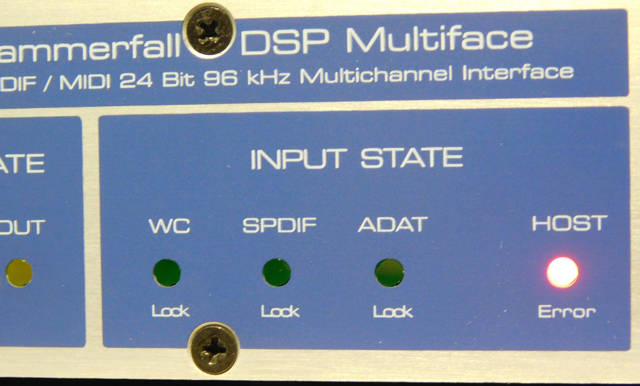 ammerfall DSP Multiface
DIF / MIDI 24 Bit 96 kHz Multichannel Interface
ATE
INPUT STATE
OUT
WC SPDIF ADAT HOST
Lock Lock Lock Error